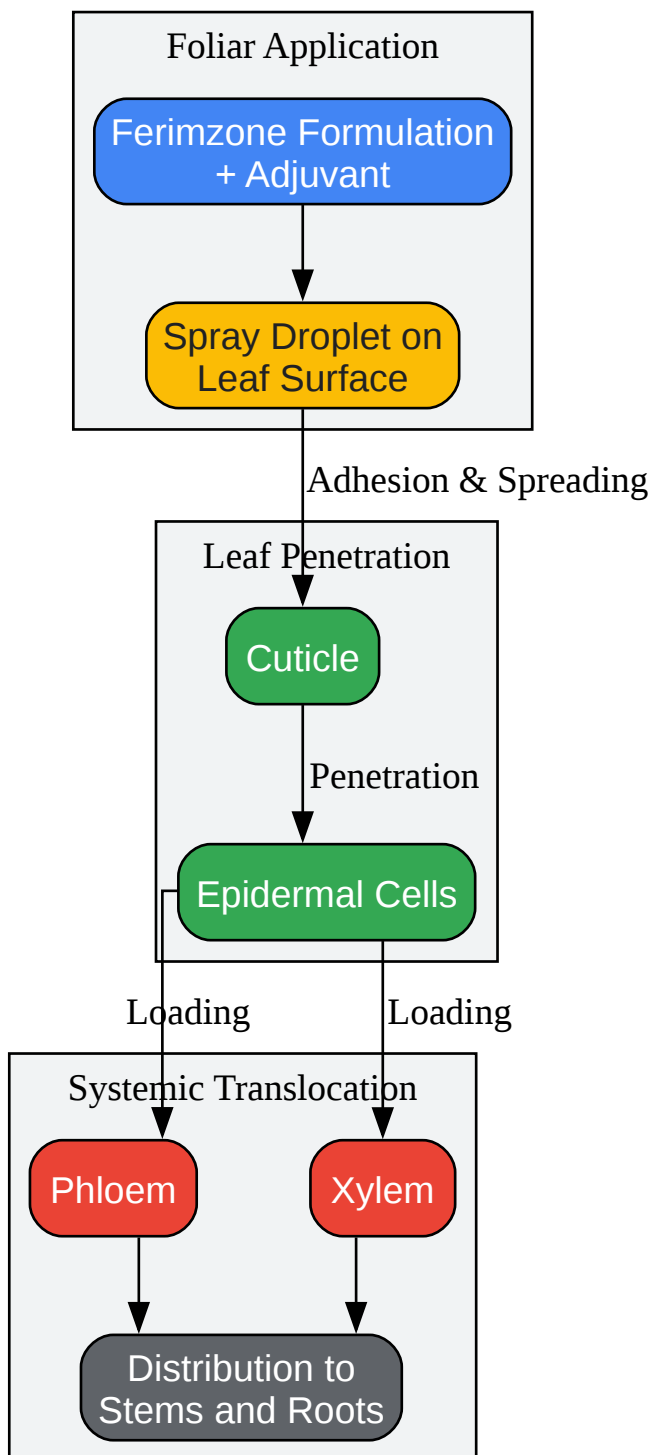 Foliar Application
Ferimzone Formulation
+ Adjuvant
Spray Droplet on
Leaf Surface
Adhesion & Spreading
Leaf Penetration
Cuticle
Penetration
Epidermal Cells
Loading
Loading
Systemic Translocation
Phloem
Xylem
Distribution to
Stems and Roots